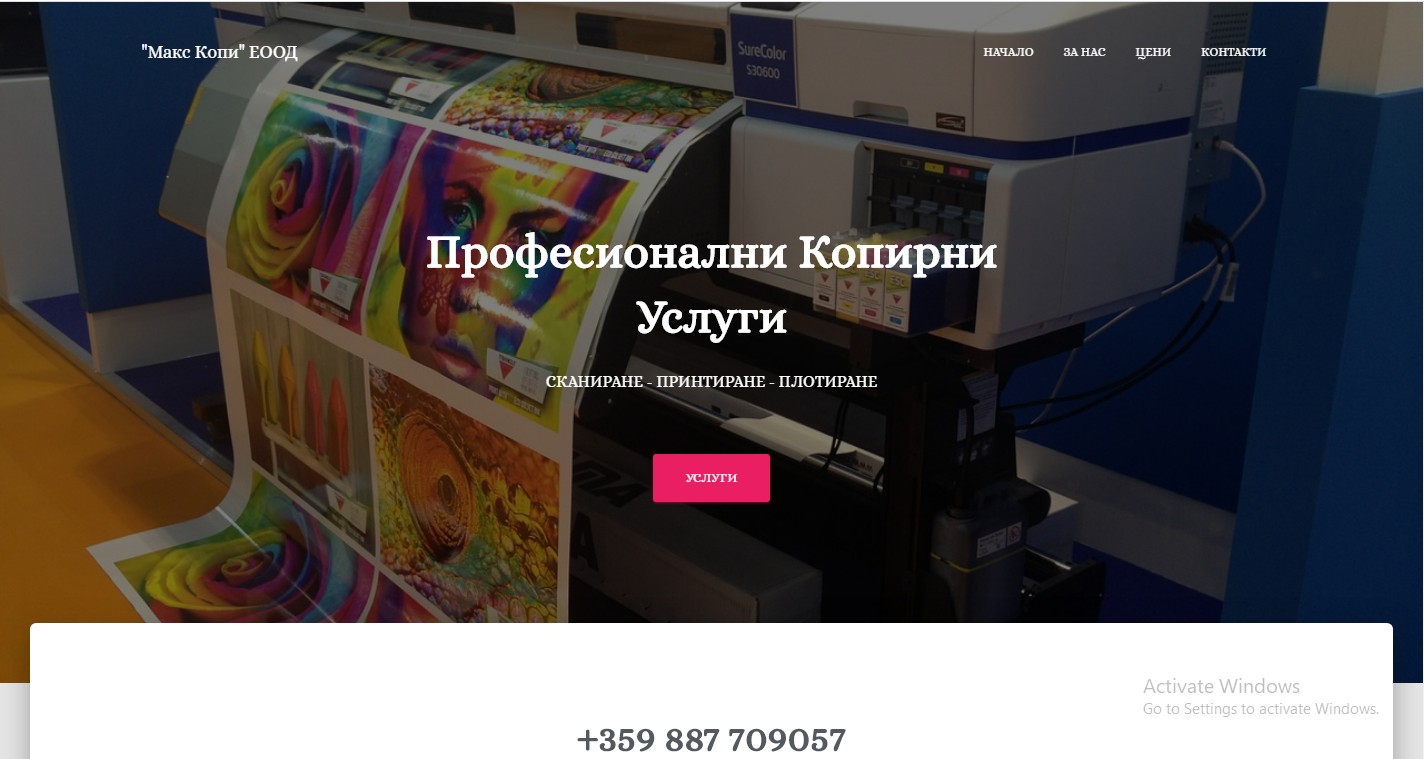 "Макс Копи" ЕООД
НАЧАЛО
ЗА НАС
ЦЕНИ
КОНТАКТИ
SureColor
S30600
Професионални Копирни
Услуги
СКАНИРАНЕ - ПРИНТИРАНЕ - ПЛОТИРАНЕ
УСЛУГИ
Activate Windows
Go to Settings to activate Windows.
+359 887 709057